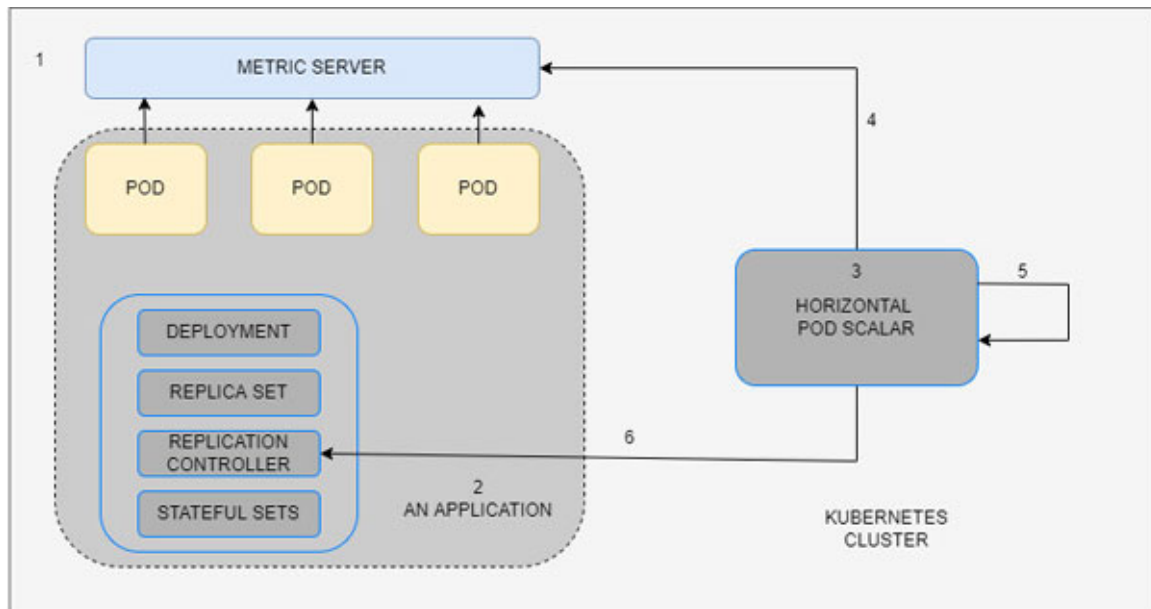 1
METRIC SERVER
4
POD
POD
POD
3
5
HORIZONTAL
POD SCALAR
DEPLOYMENT
REPLICA SET
REPLICATION
CONTROLLER
6
STATEFUL SETS
2
AN APPLICATION
KUBERNETES
CLUSTER